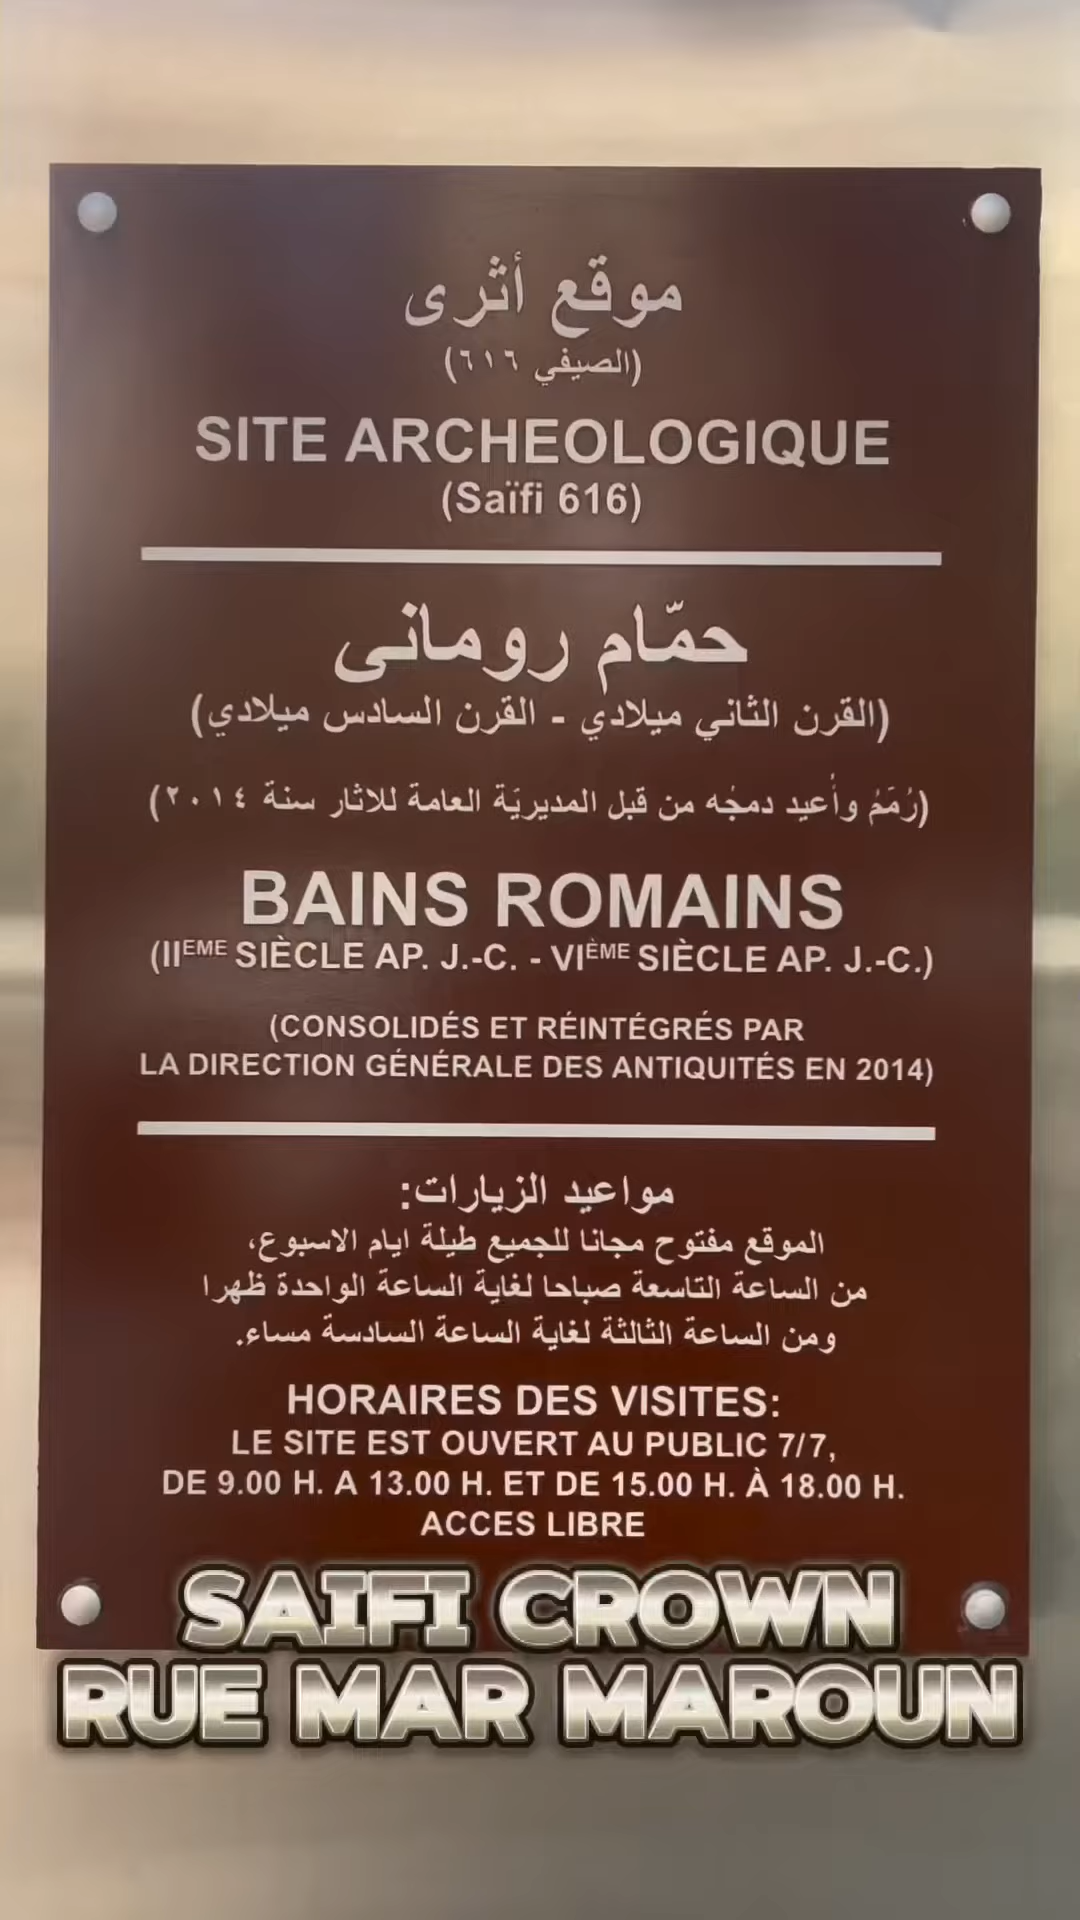 موقع أثرى
(الصيفي ٦١٦)
SITE ARCHEOLOGIQUE
(Saïfi 616)
حمّام رومانى
(القرن الثاني ميلادي - القرن السادس ميلادي)
(رُمَمُ وأُعيد دمجُه من قبل المديريّة العامة للاثار سنة ٢٠١٤)
BAINS ROMAINS
(IIEME SIÈCLE AP. J.-C. - VIÈME SIÈCLE AP. J.-C.)
(CONSOLIDÉS ET RÉINTÉGRÉS PAR
LA DIRECTION GÉNÉRALE DES ANTIQUITÉS EN 2014)
مواعيد الزيارات:
الموقع مفتوح مجانا للجميع طيلة ايام الاسبوع،
من الساعة التاسعة صباحا لغاية الساعة الواحدة ظهرا
ومن الساعة الثالثة لغاية الساعة السادسة مساء.
HORAIRES DES VISITES:
LE SITE EST OUVERT AU PUBLIC 7/7,
DE 9.00 H. A 13.00 H. ET DE 15.00 H. À 18.00 H.
ACCES LIBRE
SAIFI CROWN
RUE MAR MAROUN